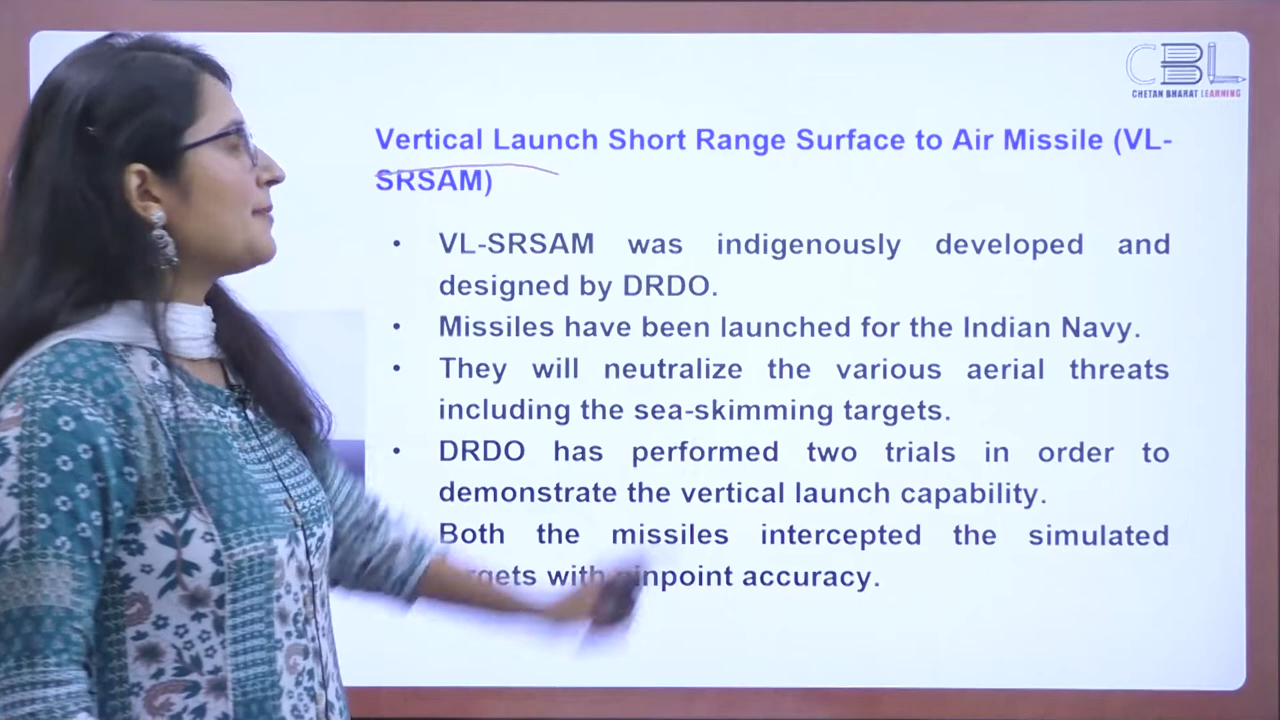 CBL
CHETAN BHARAT LEARNING
Vertical Launch Short Range Surface to Air Missile (VL-
SRSAM)
• VL-SRSAM was indigenously developed and
designed by DRDO.
• Missiles have been launched for the Indian Navy.
• They will neutralize the various aerial threats
including the sea-skimming targets.
• DRDO has performed two trials in order to
demonstrate the vertical launch capability.
Both the missiles intercepted the simulated
with pinpoint accuracy.